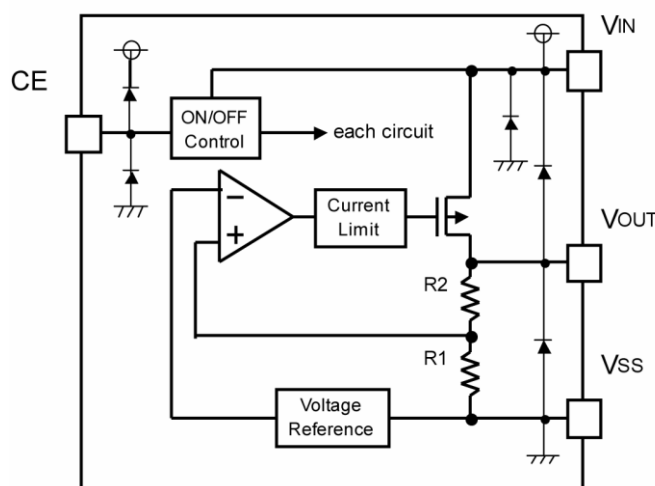 VIN
CE
ON/OFF
Control
each circuit
−
+
Current
Limit
VOUT
R2
R1
VSS
Voltage
Reference